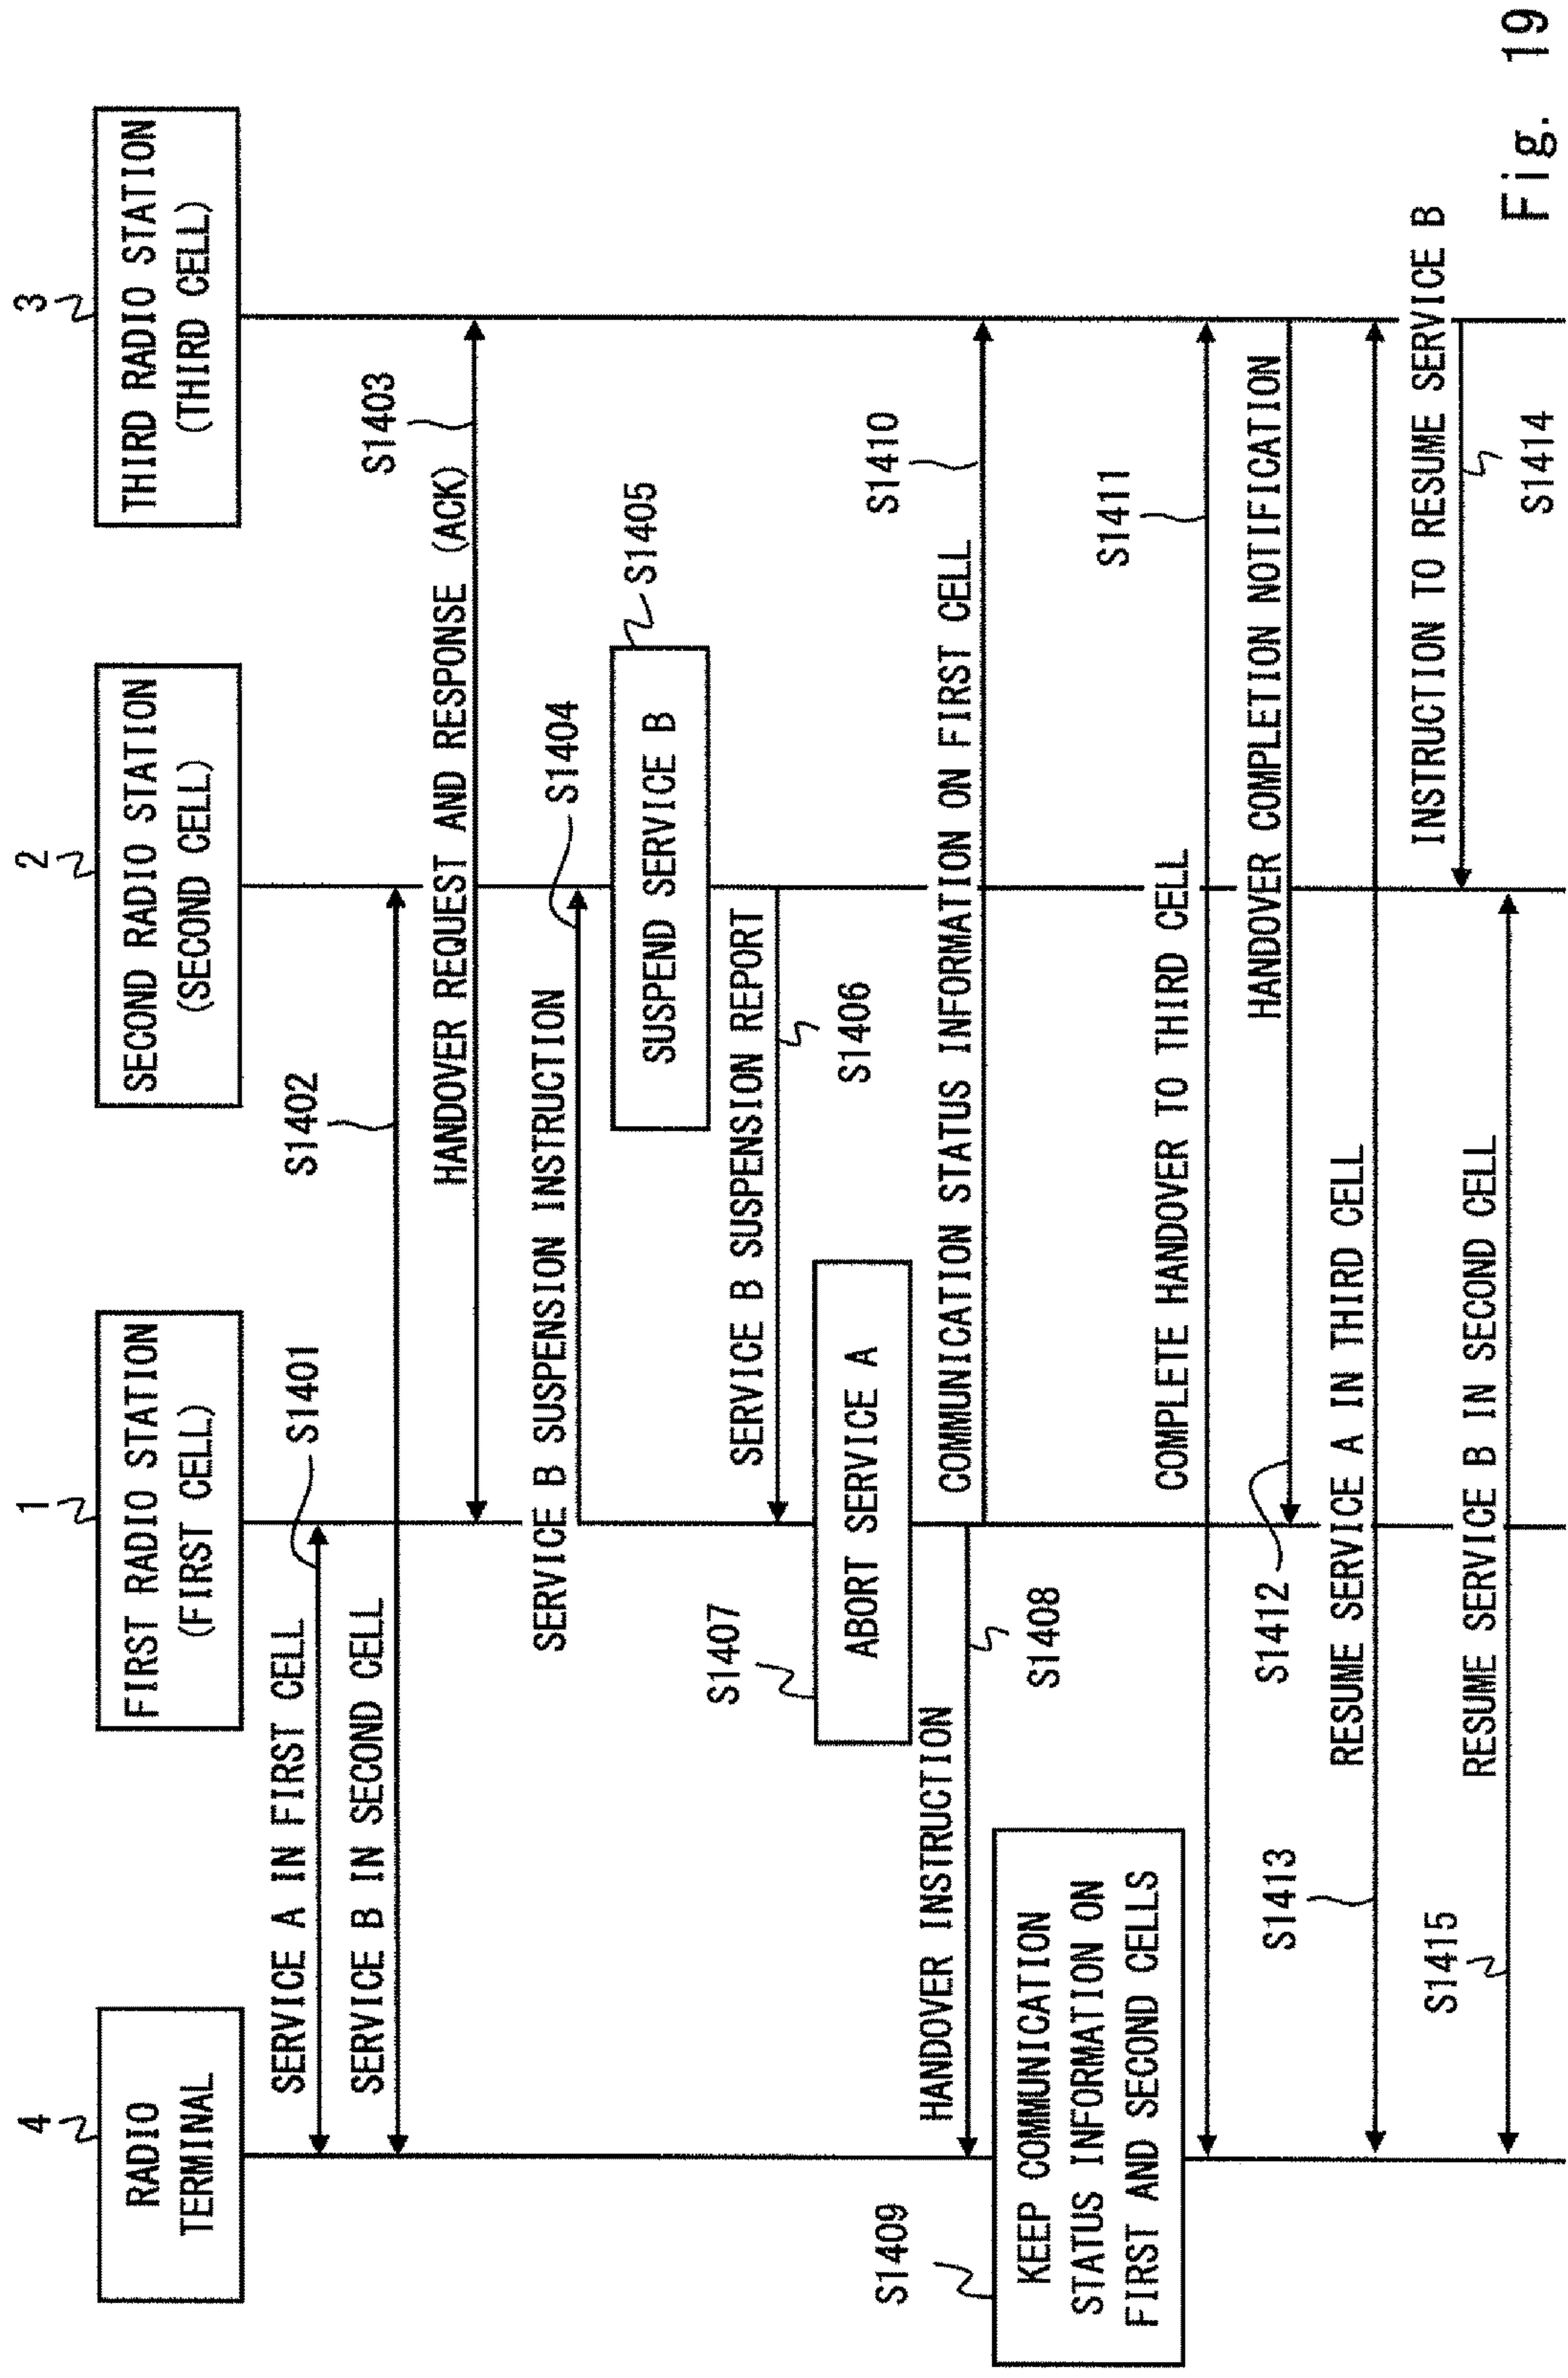 4
RADIO
TERMINAL
1
FIRST RADIO STATION
(FIRST CELL)
2
SECOND RADIO STATION
(SECOND CELL)
3
THIRD RADIO STATION
(THIRD CELL)
SERVICE A IN FIRST CELL
S1401
SERVICE B IN SECOND CELL
S1402
HANDOVER REQUEST AND RESPONSE (ACK)
S1403
SERVICE B SUSPENSION INSTRUCTION
S1404
SUSPEND SERVICE B
S1405
SERVICE B SUSPENSION REPORT
S1406
S1407
ABORT SERVICE A
HANDOVER INSTRUCTION
S1408
COMMUNICATION STATUS INFORMATION ON FIRST CELL
S1410
S1409
KEEP COMMUNICATION
STATUS INFORMATION ON
FIRST AND SECOND CELLS
COMPLETE HANDOVER TO THIRD CELL
S1411
HANDOVER COMPLETION NOTIFICATION
S1412
RESUME SERVICE A IN THIRD CELL
S1413
INSTRUCTION TO RESUME SERVICE B
S1414
RESUME SERVICE B IN SECOND CELL
S1415
Fig. 19